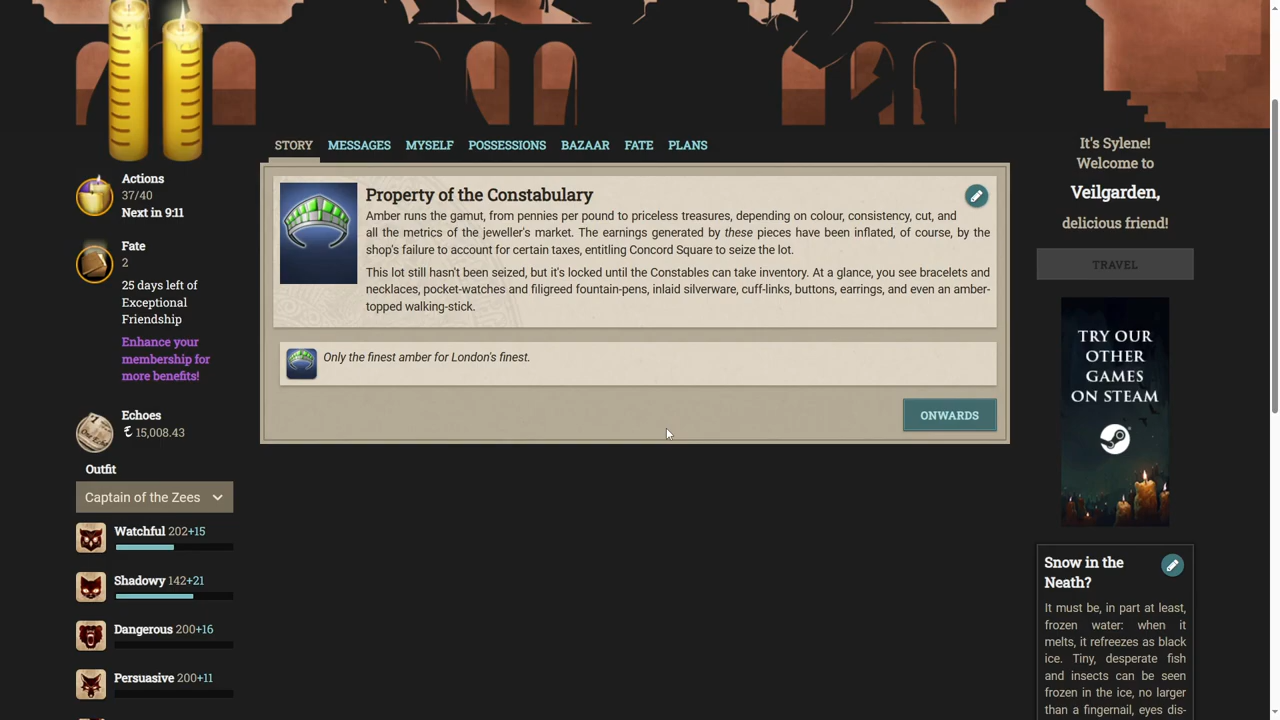 STORY MESSAGES MYSELF POSSESSIONS BAZAAR FATE PLANS
Actions
37/40
Next in 9:11
Fate
2
25 days left of
Exceptional
Friendship
Enhance your
membership for
more benefits!
Echoes
15,008.43
Outfit
Captain of the Zees
Watchful 202+15
Shadowy 142+21
Dangerous 200+16
Persuasive 200+11
Property of the Constabulary
Amber runs the gamut, from pennies per pound to priceless treasures, depending on colour, consistency, cut, and
all the metrics of the jeweller's market. The earnings generated by these pieces have been inflated, of course, by the
shop's failure to account for certain taxes, entitling Concord Square to seize the lot.
This lot still hasn't been seized, but it's locked until the Constables can take inventory. At a glance, you see bracelets and
necklaces, pocket-watches and filigreed fountain-pens, inlaid silverware, cuff-links, buttons, earrings, and even an amber-
topped walking-stick.
Only the finest amber for London's finest.
ONWARDS
It's Sylene!
Welcome to
Veilgarden,
delicious friend!
TRAVEL
TRY OUR
OTHER
GAMES
ON STEAM
Snow in the
Neath?
It must be, in part at least,
frozen water: when it
melts, it refreezes as black
ice. Tiny, desperate fish
and insects can be seen
frozen in the ice, no larger
than a fingernail, eyes dis-